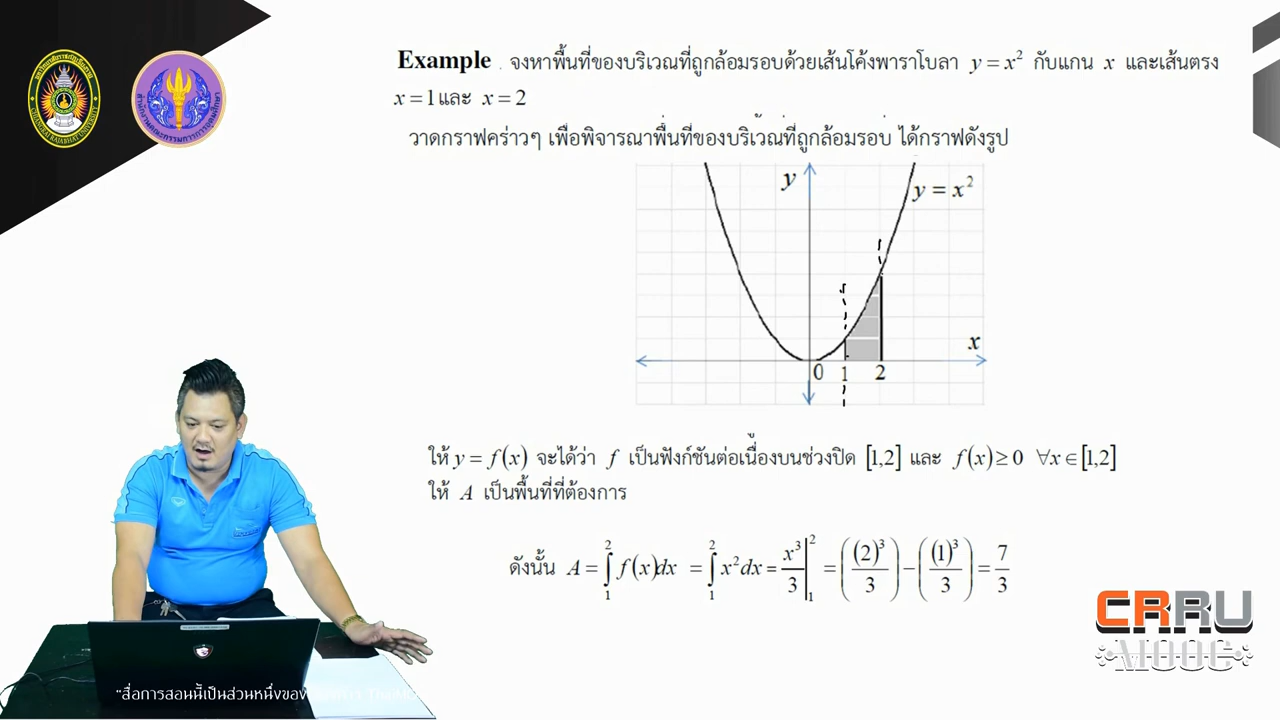 Example . จงหาพื้นที่ของบริเวณที่ถูกล้อมรอบด้วยเส้นโค้งพาราโบลา y = x² กับแกน x และเส้นตรง
x = 1 และ x = 2
วาดกราฟคร่าวๆ เพื่อพิจารณาพื้นที่ของบริเวณที่ถูกล้อมรอบ ได้กราฟดังรูป
y
y = x²
x
0 1 2
ให้ y = f(x) จะได้ว่า f เป็นฟังก์ชันต่อเนื่องบนช่วงปิด [1,2] และ f(x) ≥ 0 ∀x ∈ [1,2]
ให้ A เป็นพื้นที่ที่ต้องการ
ดังนั้น A = ∫₁² f(x)dx = ∫₁² x²dx = x³/3 |₁² = ((2)³/3) − ((1)³/3) = 7/3
CRRU
MOOC
"สื่อการสอนนี้เป็นส่วนหนึ่งของ